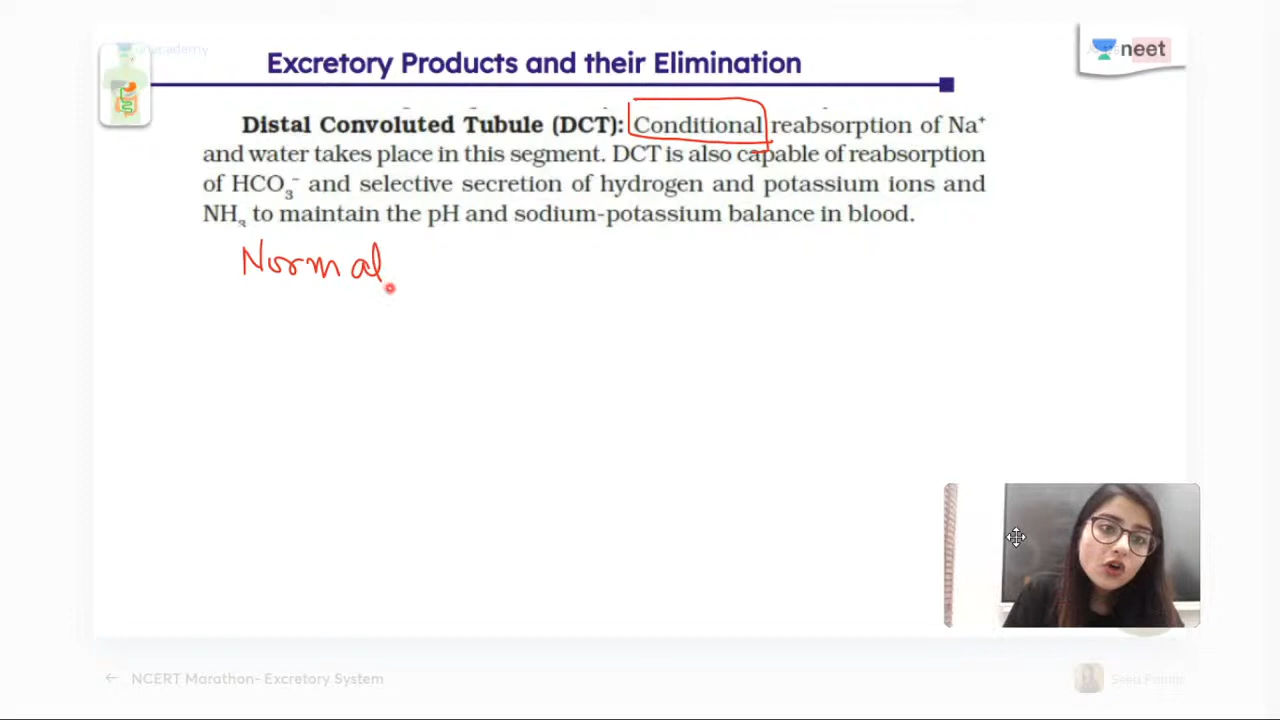 unacademy
Excretory Products and their Elimination
neet
Distal Convoluted Tubule (DCT): Conditional reabsorption of Na⁺
and water takes place in this segment. DCT is also capable of reabsorption
of HCO₃⁻ and selective secretion of hydrogen and potassium ions and
NH₃ to maintain the pH and sodium-potassium balance in blood.
Normal
← NCERT Marathon- Excretory System